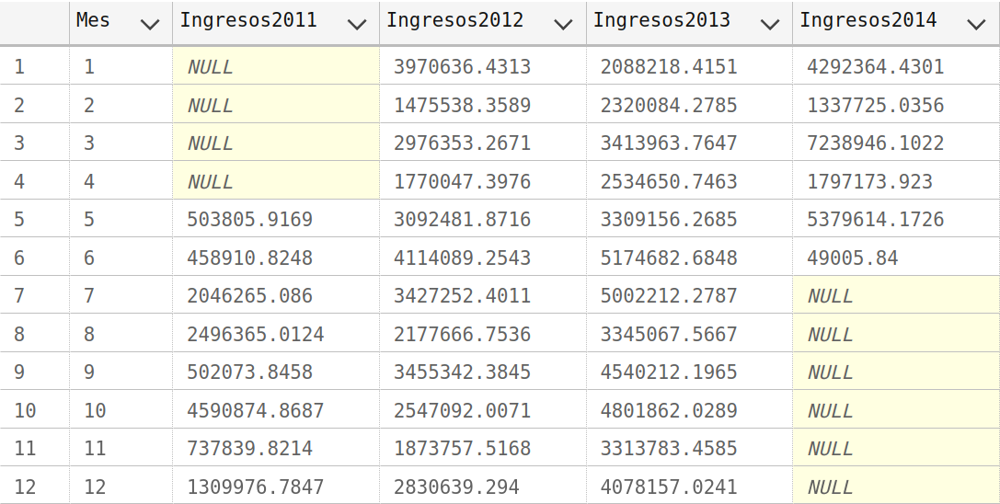 Mes Ingresos2011 Ingresos2012 Ingresos2013 Ingresos2014
1 1 NULL 3970636.4313 2088218.4151 4292364.4301
2 2 NULL 1475538.3589 2320084.2785 1337725.0356
3 3 NULL 2976353.2671 3413963.7647 7238946.1022
4 4 NULL 1770047.3976 2534650.7463 1797173.923
5 5 503805.9169 3092481.8716 3309156.2685 5379614.1726
6 6 458910.8248 4114089.2543 5174682.6848 49005.84
7 7 2046265.086 3427252.4011 5002212.2787 NULL
8 8 2496365.0124 2177666.7536 3345067.5667 NULL
9 9 502073.8458 3455342.3845 4540212.1965 NULL
10 10 4590874.8687 2547092.0071 4801862.0289 NULL
11 11 737839.8214 1873757.5168 3313783.4585 NULL
12 12 1309976.7847 2830639.294 4078157.0241 NULL